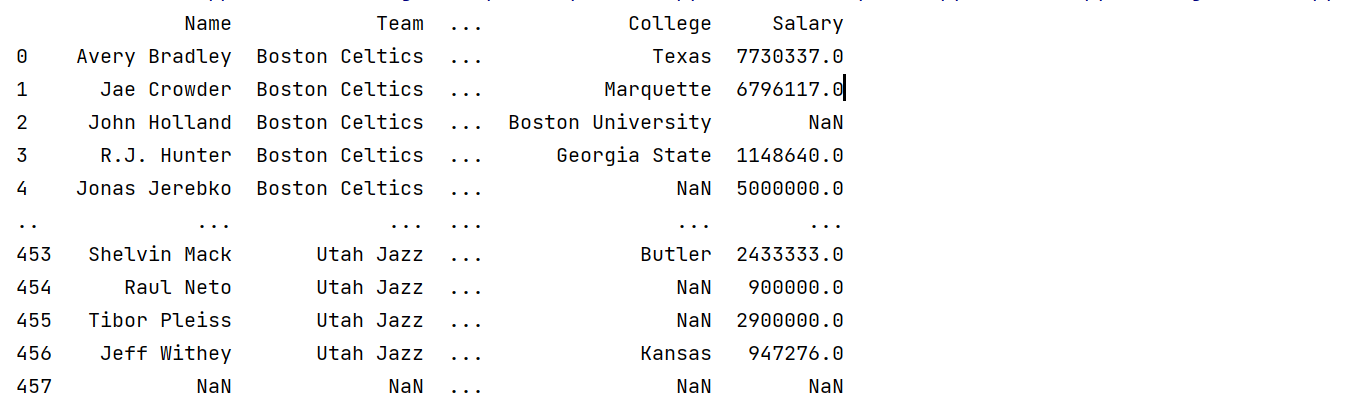 Name Team ... College Salary
0 Avery Bradley Boston Celtics ... Texas 7730337.0
1 Jae Crowder Boston Celtics ... Marquette 6796117.0
2 John Holland Boston Celtics ... Boston University NaN
3 R.J. Hunter Boston Celtics ... Georgia State 1148640.0
4 Jonas Jerebko Boston Celtics ... NaN 5000000.0
.. ... ... ... ... ...
453 Shelvin Mack Utah Jazz ... Butler 2433333.0
454 Raul Neto Utah Jazz ... NaN 900000.0
455 Tibor Pleiss Utah Jazz ... NaN 2900000.0
456 Jeff Withey Utah Jazz ... Kansas 947276.0
457 NaN NaN ... NaN NaN